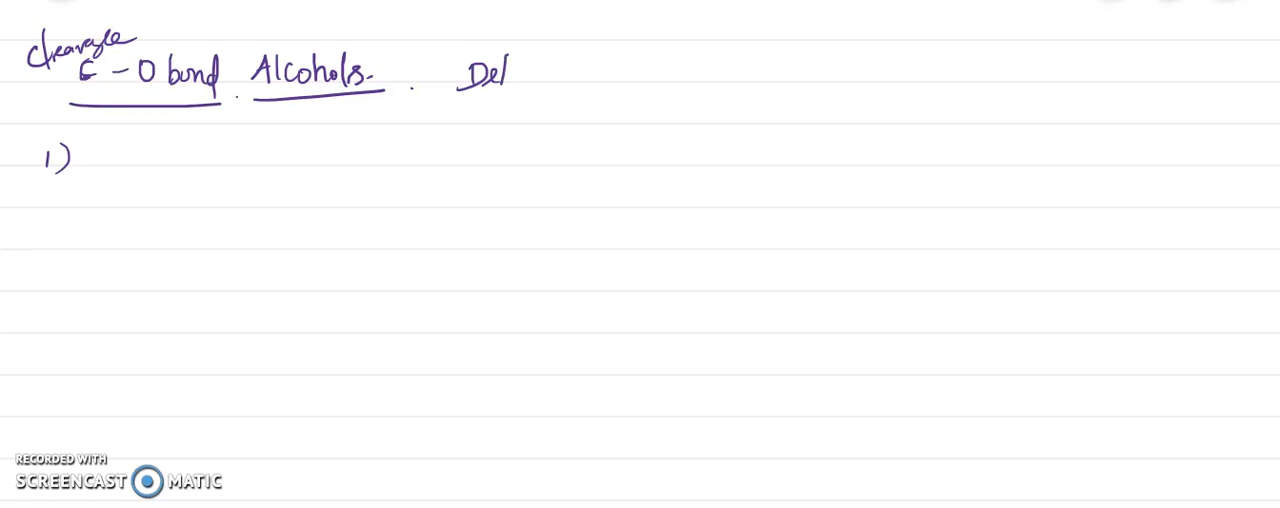 Cleavage
C-O bond. Alcohols. . Del
1)
RECORDED WITH
SCREENCAST MATIC